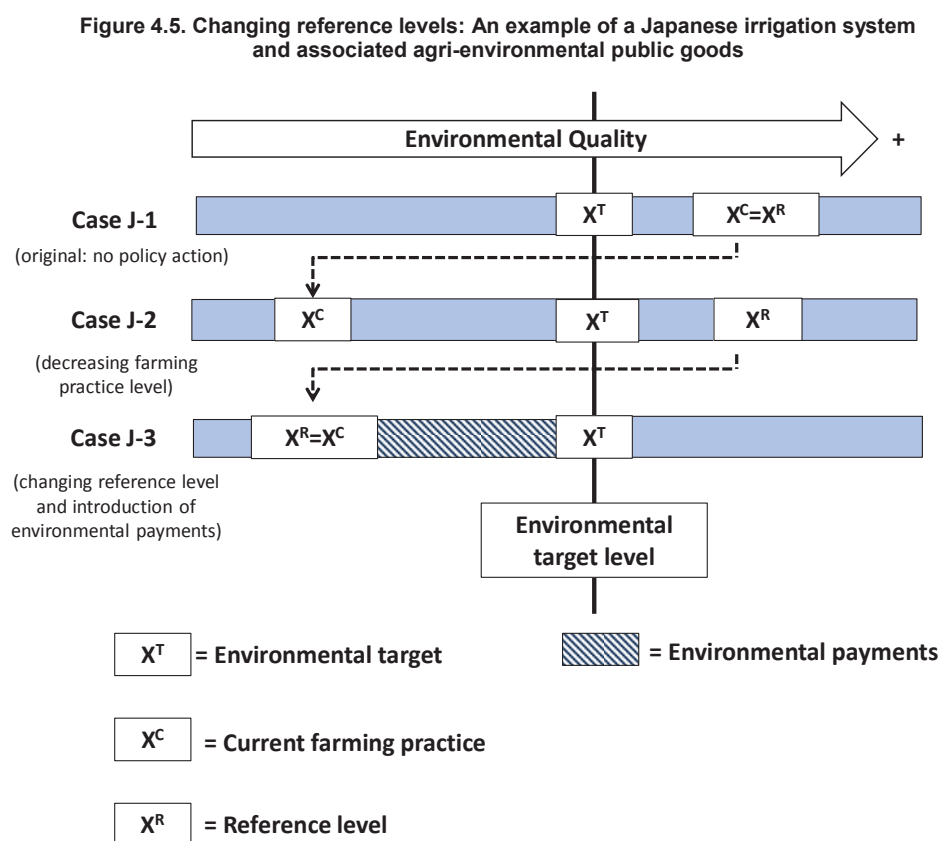 Figure 4.5. Changing reference levels: An example of a Japanese irrigation system
and associated agri-environmental public goods
Environmental Quality
+
Case J-1
(original: no policy action)
X^T
X^C=X^R
Case J-2
(decreasing farming
practice level)
X^C
X^T
X^R
Case J-3
(changing reference level
and introduction of
environmental payments)
X^R=X^C
X^T
Environmental
target level
X^T = Environmental target
= Environmental payments
X^C = Current farming practice
X^R = Reference level